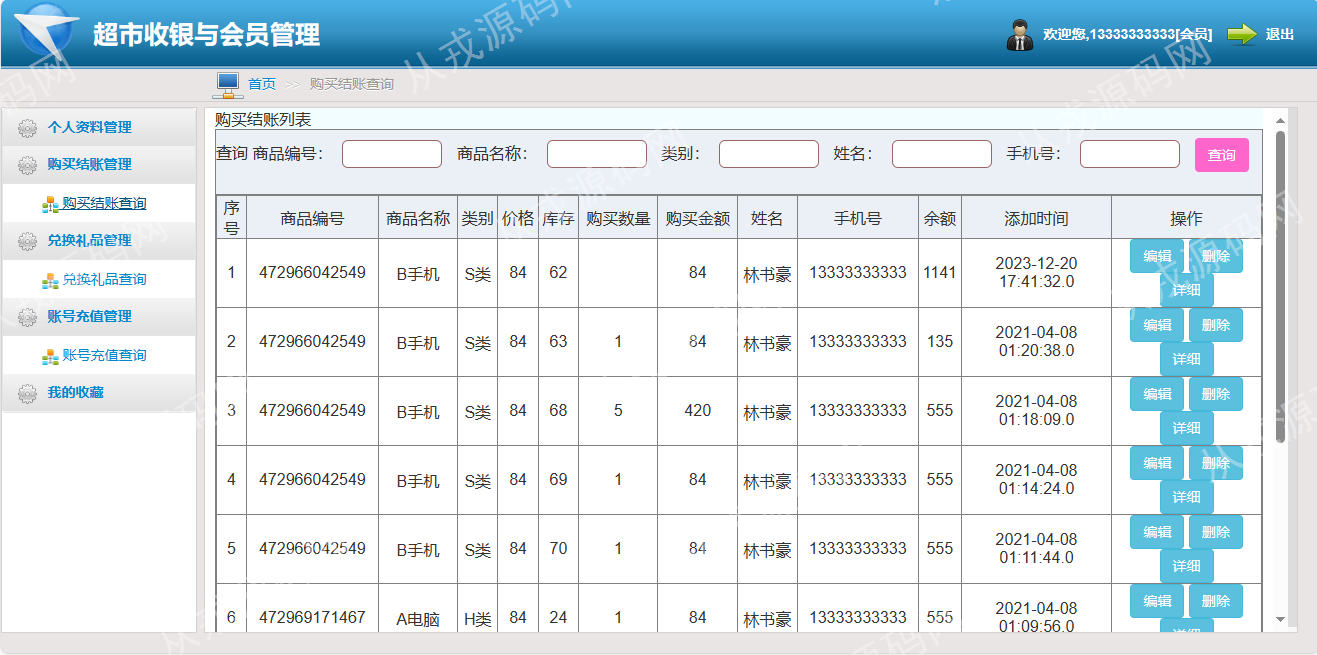 超市收银与会员管理
欢迎您,13333333333[会员] 退出
首页 >> 购买结账查询
个人资料管理
购买结账管理
购买结账查询
兑换礼品管理
兑换礼品查询
账号充值管理
账号充值查询
我的收藏
购买结账列表
查询 商品编号： 商品名称： 类别： 姓名： 手机号： 查询
序号 商品编号 商品名称 类别 价格 库存 购买数量 购买金额 姓名 手机号 余额 添加时间 操作
1 472966042549 B手机 S类 84 62 84 林书豪 13333333333 1141 2023-12-20 17:41:32.0 编辑 删除 详细
2 472966042549 B手机 S类 84 63 1 84 林书豪 13333333333 135 2021-04-08 01:20:38.0 编辑 删除 详细
3 472966042549 B手机 S类 84 68 5 420 林书豪 13333333333 555 2021-04-08 01:18:09.0 编辑 删除 详细
4 472966042549 B手机 S类 84 69 1 84 林书豪 13333333333 555 2021-04-08 01:14:24.0 编辑 删除 详细
5 472966042549 B手机 S类 84 70 1 84 林书豪 13333333333 555 2021-04-08 01:11:44.0 编辑 删除 详细
6 472969171467 A电脑 H类 84 24 1 84 林书豪 13333333333 555 2021-04-08 01:09:56.0 编辑 删除
从戎源码网